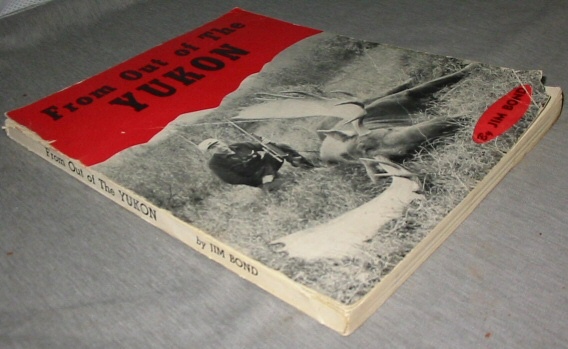 From Out of The
YUKON
By JIM BOND
From Out of The YUKON
by JIM BOND